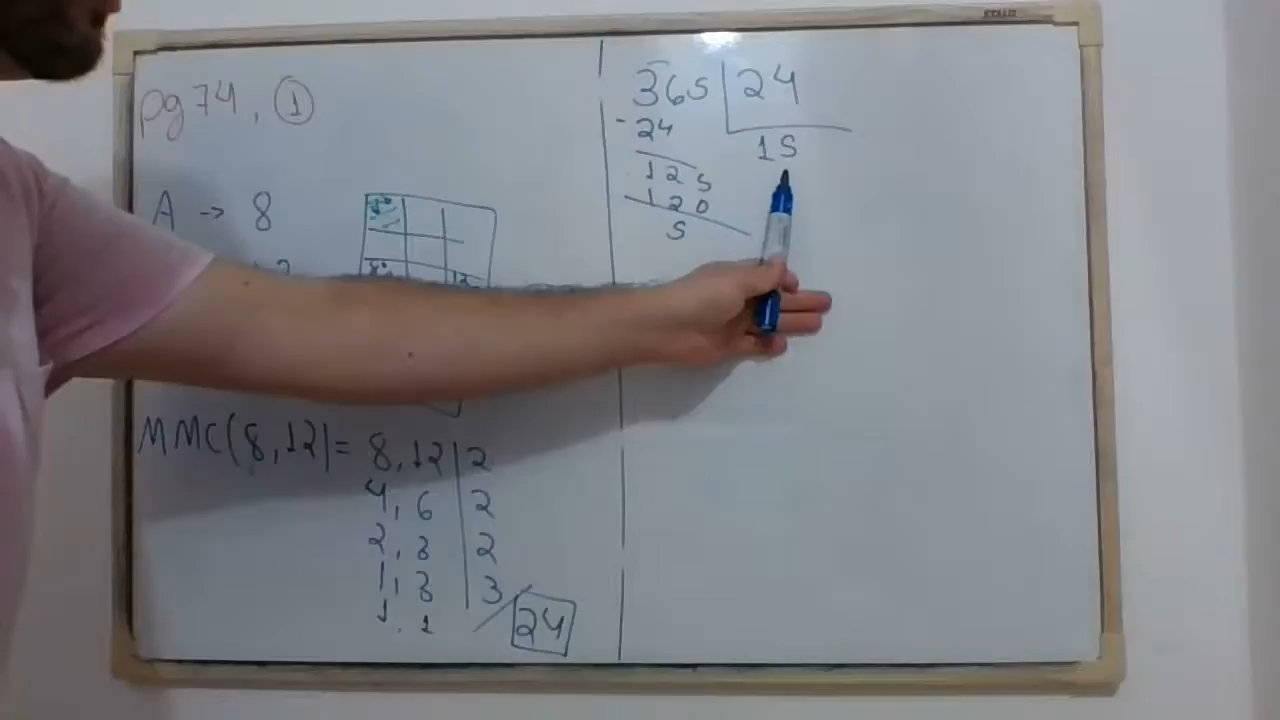 pg 74, 1
A → 8
MMC(8,12)= 8,12 | 2
4, 6 | 2
2, 3 | 2
1, 3 | 3
1, 1
24
365 | 24
- 24
15
125
120
5